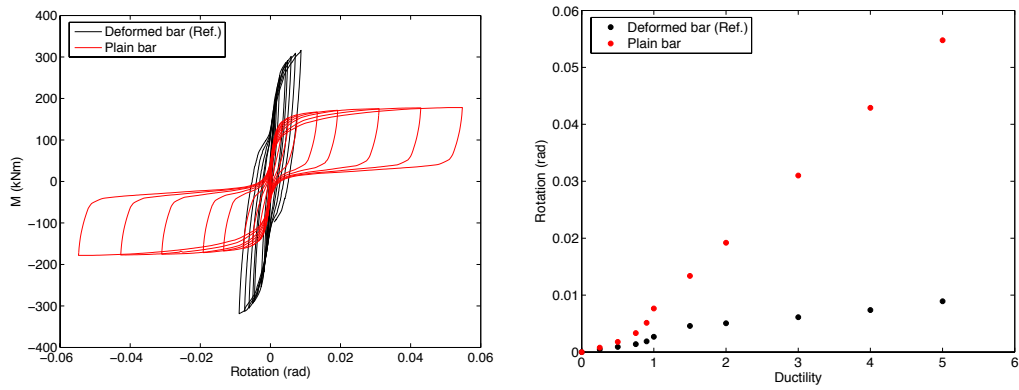 400
300
200
100
0
−100
−200
−300
−400
M (kNm)
Deformed bar (Ref.)
Plain bar
−0.06 −0.04 −0.02 0 0.02 0.04 0.06
Rotation (rad)
0.06
0.05
0.04
0.03
0.02
0.01
0
Rotation (rad)
Deformed bar (Ref.)
Plain bar
0 1 2 3 4 5 6
Ductility